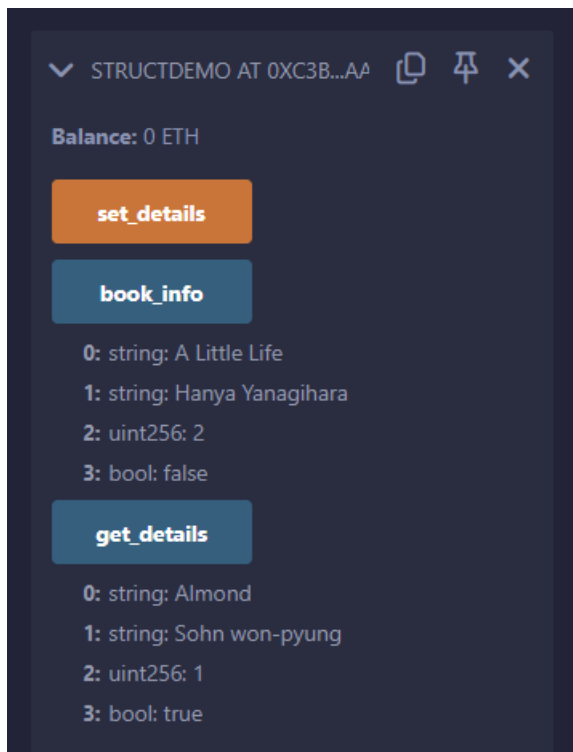 STRUCTDEMO AT 0XC3B...AA
Balance: 0 ETH
set_details
book_info
0: string: A Little Life
1: string: Hanya Yanagihara
2: uint256: 2
3: bool: false
get_details
0: string: Almond
1: string: Sohn won-pyung
2: uint256: 1
3: bool: true